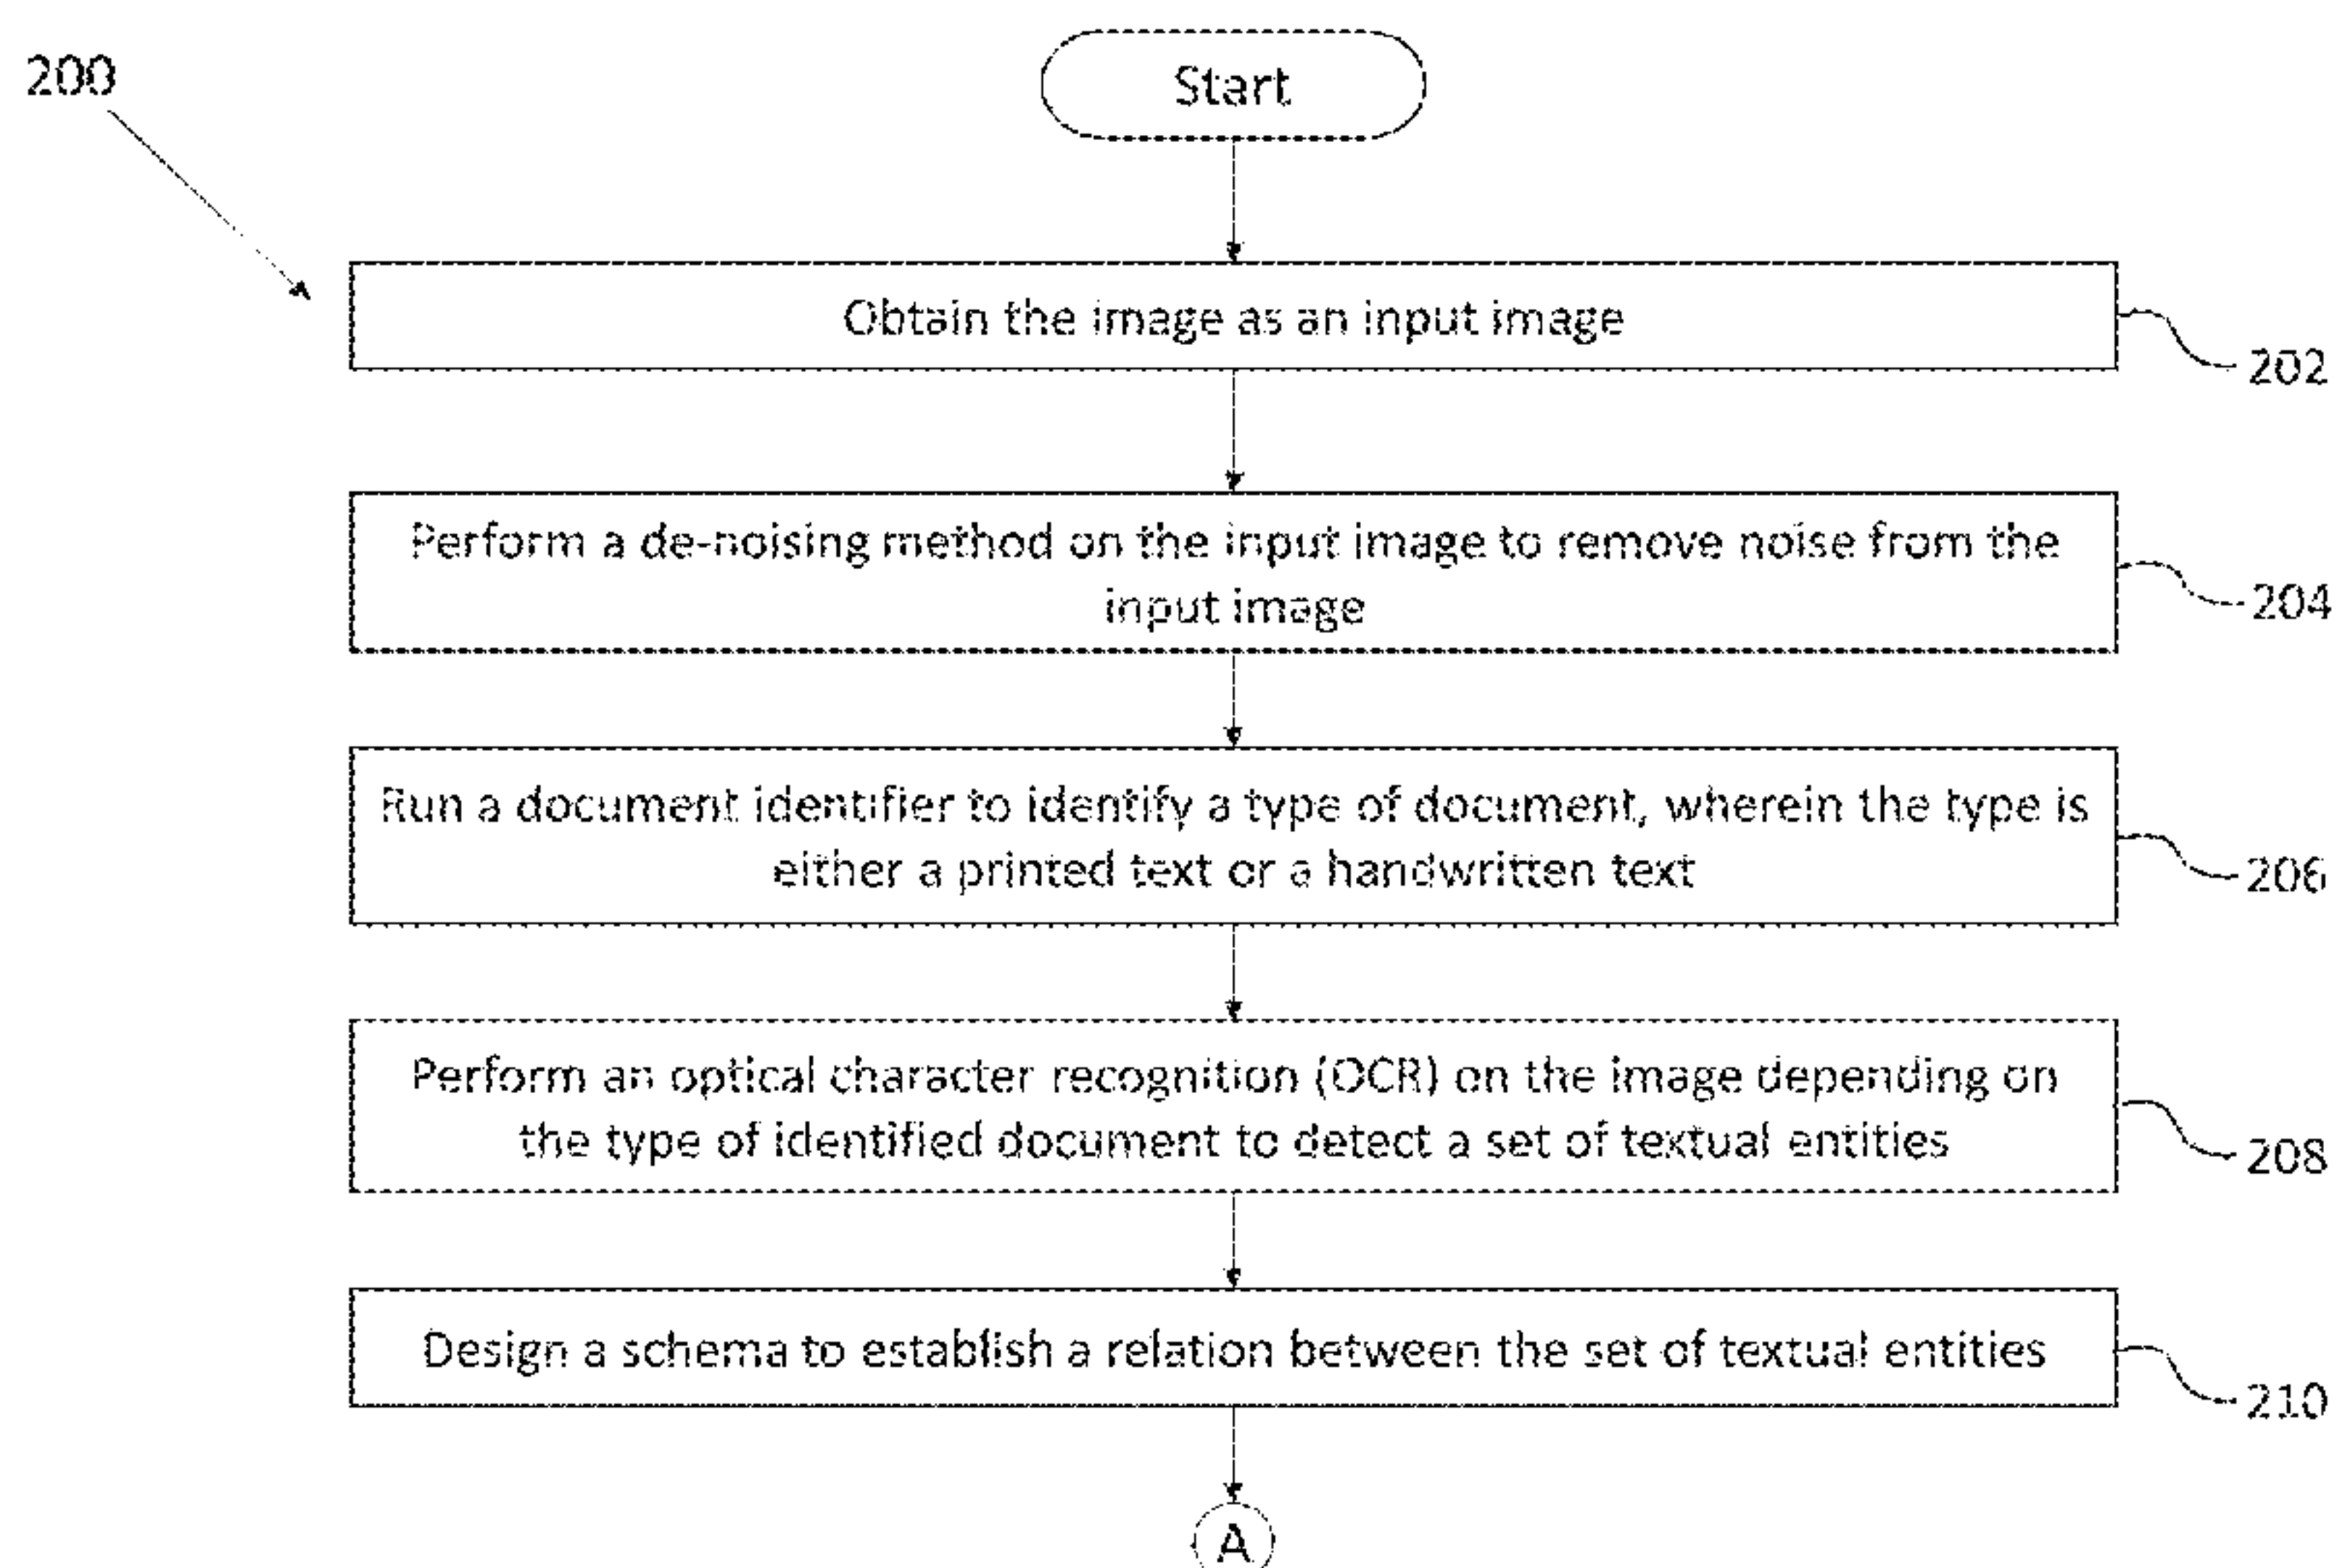 200
Start
Obtain the image as an input image
202
Perform a de-noising method on the input image to remove noise from the
input image
204
Run a document identifier to identify a type of document, wherein the type is
either a printed text or a handwritten text
206
Perform an optical character recognition (OCR) on the image depending on
the type of identified document to detect a set of textual entities
208
Design a schema to establish a relation between the set of textual entities
210
A